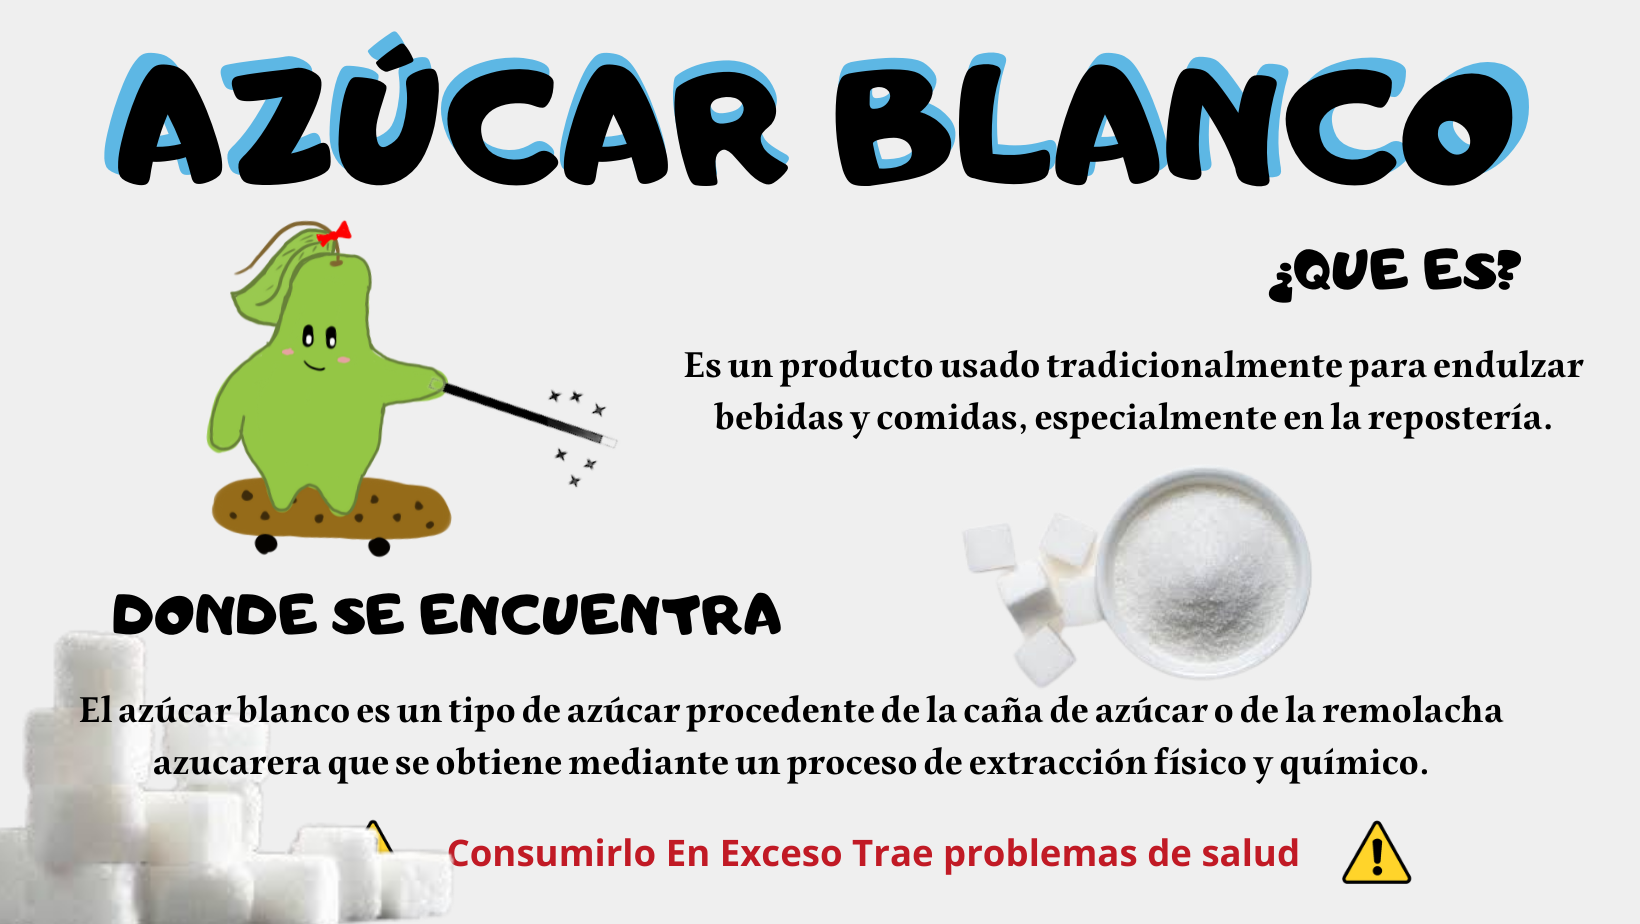 AZÚCAR BLANCO
¿QUE ES?
Es un producto usado tradicionalmente para endulzar
bebidas y comidas, especialmente en la repostería.
DONDE SE ENCUENTRA
El azúcar blanco es un tipo de azúcar procedente de la caña de azúcar o de la remolacha
azucarera que se obtiene mediante un proceso de extracción físico y químico.
Consumirlo En Exceso Trae problemas de salud